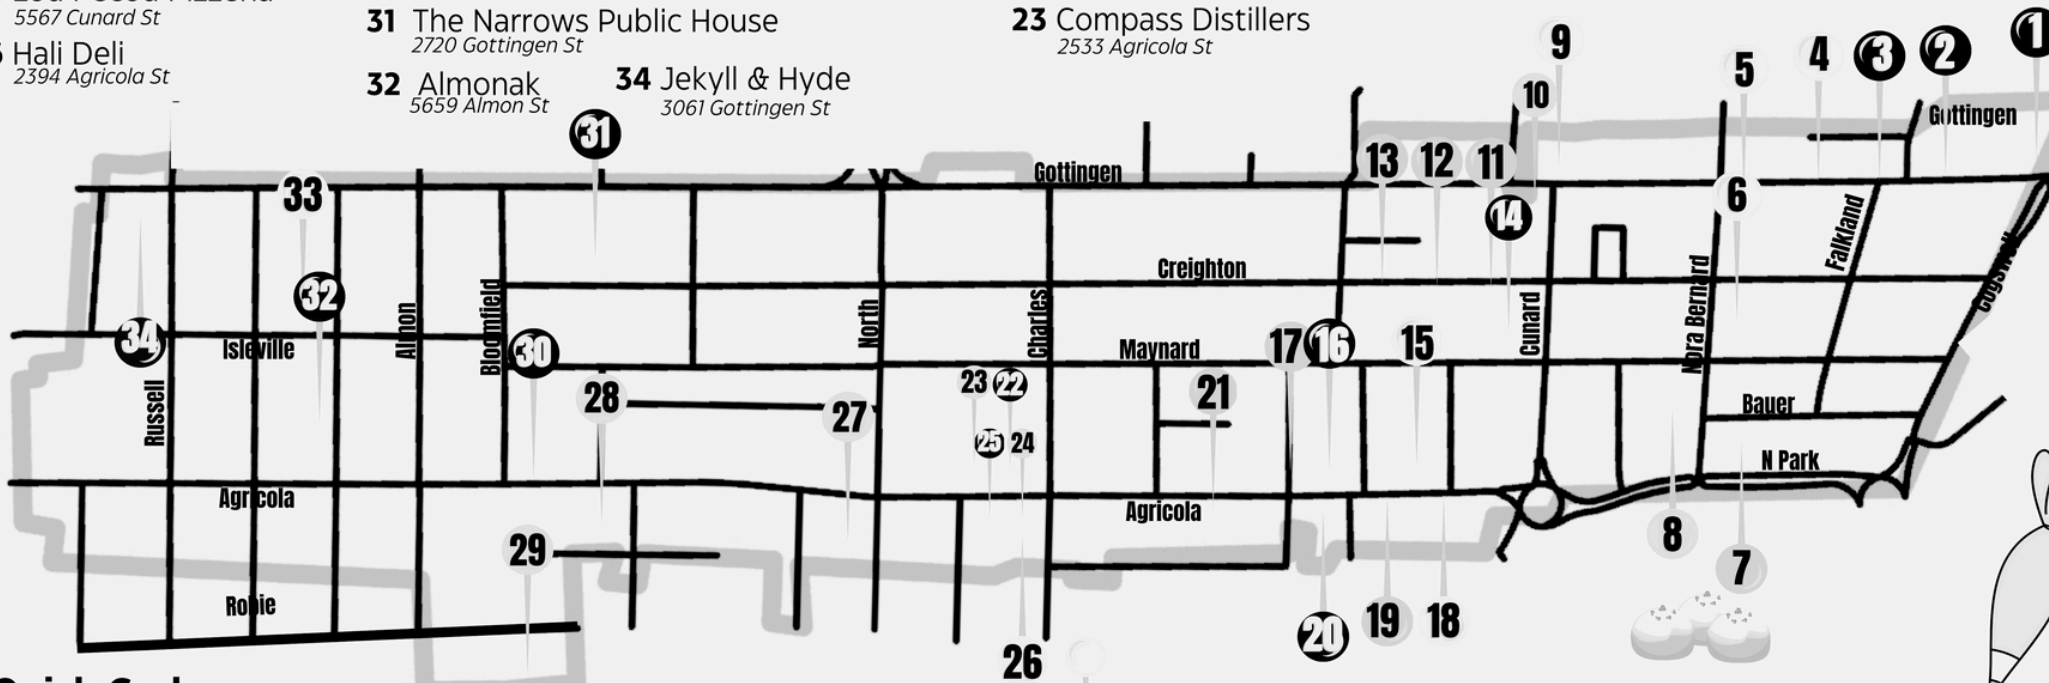 5567 Cunard St
Hali Deli
2394 Agricola St
31 The Narrows Public House
2720 Gottingen St
32 Almonak
5659 Almon St
34 Jekyll & Hyde
3061 Gottingen St
23 Compass Distillers
2533 Agricola St
9
1
5
4
3
2
10
Gottingen
31
13
12
11
Gottingen
33
6
14
Falkland
Creighton
Cogswell
32
Almon
Bloomfield
North
Charles
Cunard
Nora Bernard
34
Isleville
30
Maynard
17
16
15
23
22
21
28
27
Bauer
Russell
25
24
N Park
Agricola
Agricola
8
29
7
Robie
20
19
18
26